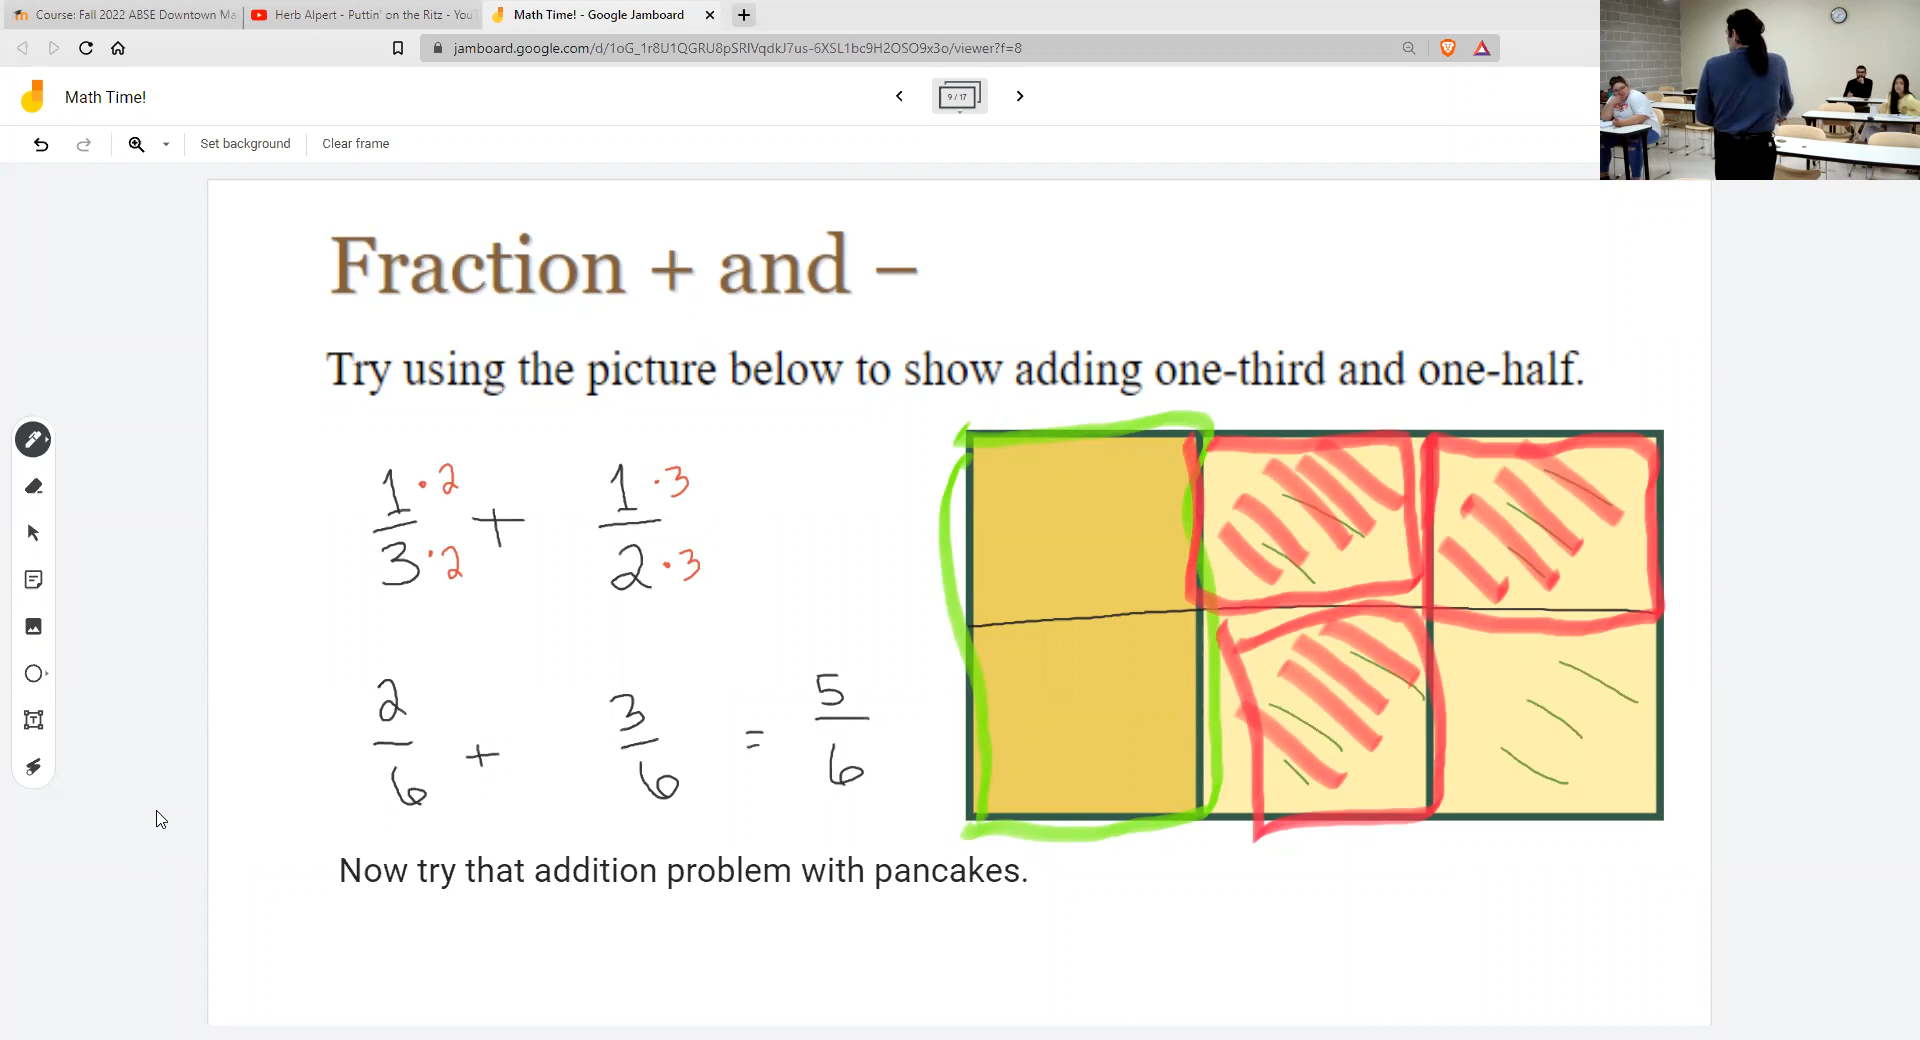 Course: Fall 2022 ABSE Downtown Ma
Herb Alpert - Puttin' on the Ritz - You
Math Time! - Google Jamboard
jamboard.google.com/d/1oG_1r8U1QGRU8pSRIVqdkJ7us-6XSL1bc9H2OSO9x3o/viewer?f=8
Math Time!
9 / 17
Set background
Clear frame
Fraction + and –
Try using the picture below to show adding one-third and one-half.
1 · 2 / 3 · 2 + 1 · 3 / 2 · 3
2/6 + 3/6 = 5/6
Now try that addition problem with pancakes.